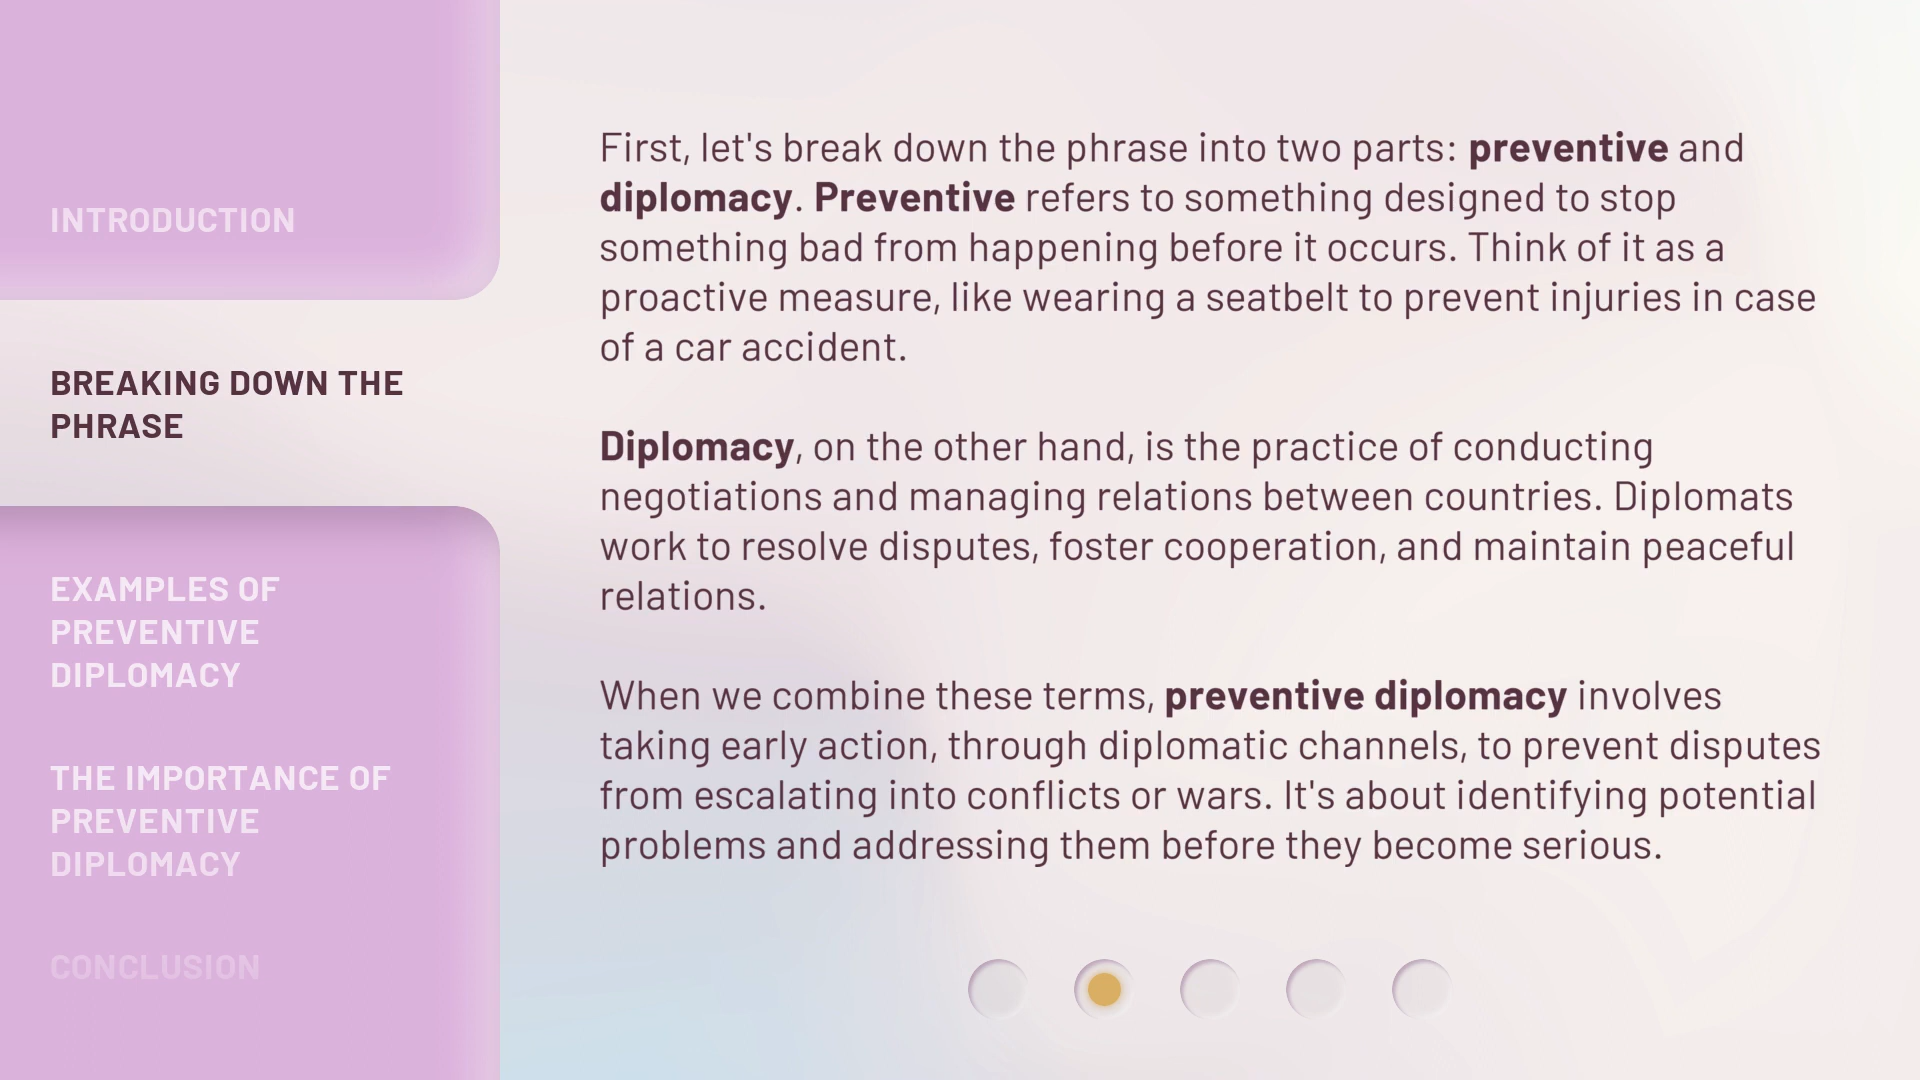 INTRODUCTION
BREAKING DOWN THE
PHRASE
EXAMPLES OF
PREVENTIVE
DIPLOMACY
THE IMPORTANCE OF
PREVENTIVE
DIPLOMACY
CONCLUSION
First, let's break down the phrase into two parts: preventive and
diplomacy. Preventive refers to something designed to stop
something bad from happening before it occurs. Think of it as a
proactive measure, like wearing a seatbelt to prevent injuries in case
of a car accident.
Diplomacy, on the other hand, is the practice of conducting
negotiations and managing relations between countries. Diplomats
work to resolve disputes, foster cooperation, and maintain peaceful
relations.
When we combine these terms, preventive diplomacy involves
taking early action, through diplomatic channels, to prevent disputes
from escalating into conflicts or wars. It's about identifying potential
problems and addressing them before they become serious.